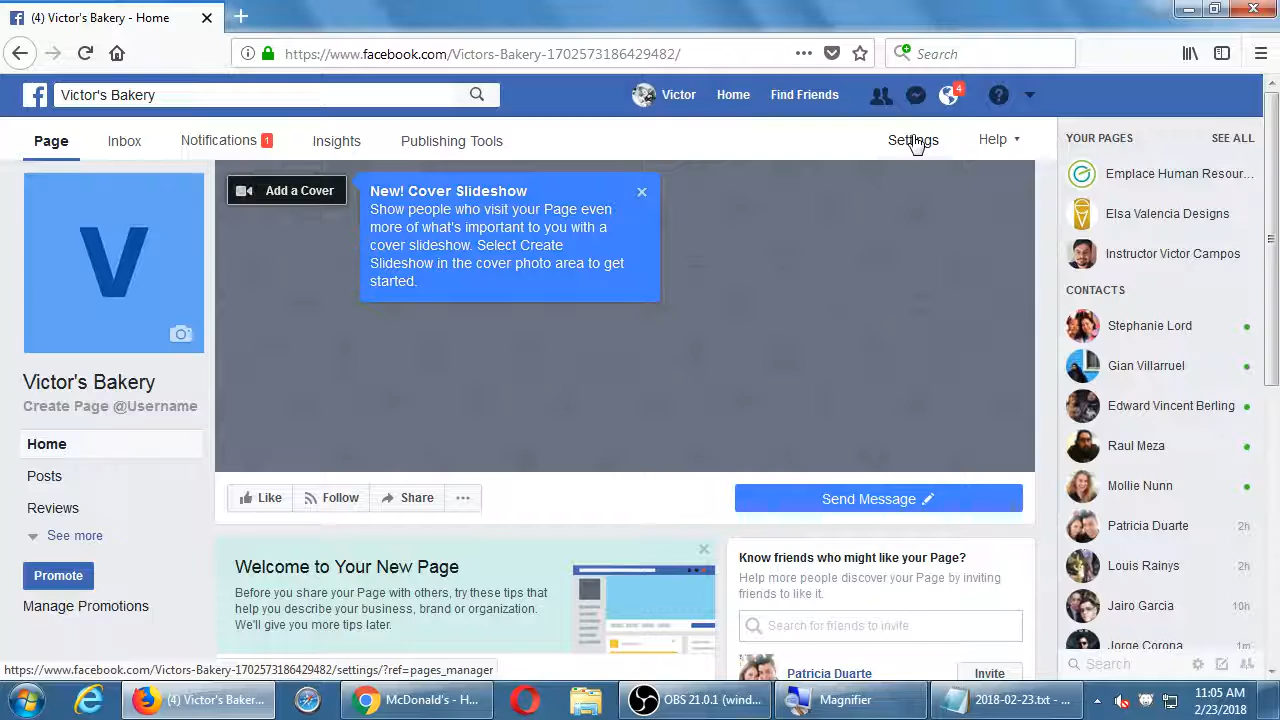 (4) Victor's Bakery - Home
https://www.facebook.com/Victors-Bakery-1702573186429482/
Search
Victor's Bakery
Victor
Home
Find Friends
4
Page
Inbox
Notifications 1
Insights
Publishing Tools
Settings
Help
V
Add a Cover
New! Cover Slideshow
Show people who visit your Page even
more of what's important to you with a
cover slideshow. Select Create
Slideshow in the cover photo area to get
started.
Victor's Bakery
Create Page @Username
Home
Posts
Reviews
See more
Promote
Manage Promotions
Like
Follow
Share
Send Message
Welcome to Your New Page
Before you share your Page with others, try these tips that
help you describe your business, brand or organization.
We'll give you more tips later.
Know friends who might like your Page?
Help more people discover your Page by inviting
friends to like it.
Search for friends to invite
Patricia Duarte
Invite
YOUR PAGES
SEE ALL
Emplace Human Resour...
Elsa Valencia Designs
Instructor Victor Campos
CONTACTS
Stephanie Lord
Gian Villarruel
Edward Vincent Berling
Raul Meza
Mollie Nunn
Patricia Duarte 2h
Louis Rainys 2h
Jairo Garcia 10h
Jorge Corona 1m
Search
https://www.facebook.com/Victors-Bakery-1702573186429482/settings/?ref=pages_manager
(4) Victor's Baker...
McDonald's - H...
OBS 21.0.1 (wind...
Magnifier
2018-02-23.txt - ...
11:05 AM
2/23/2018